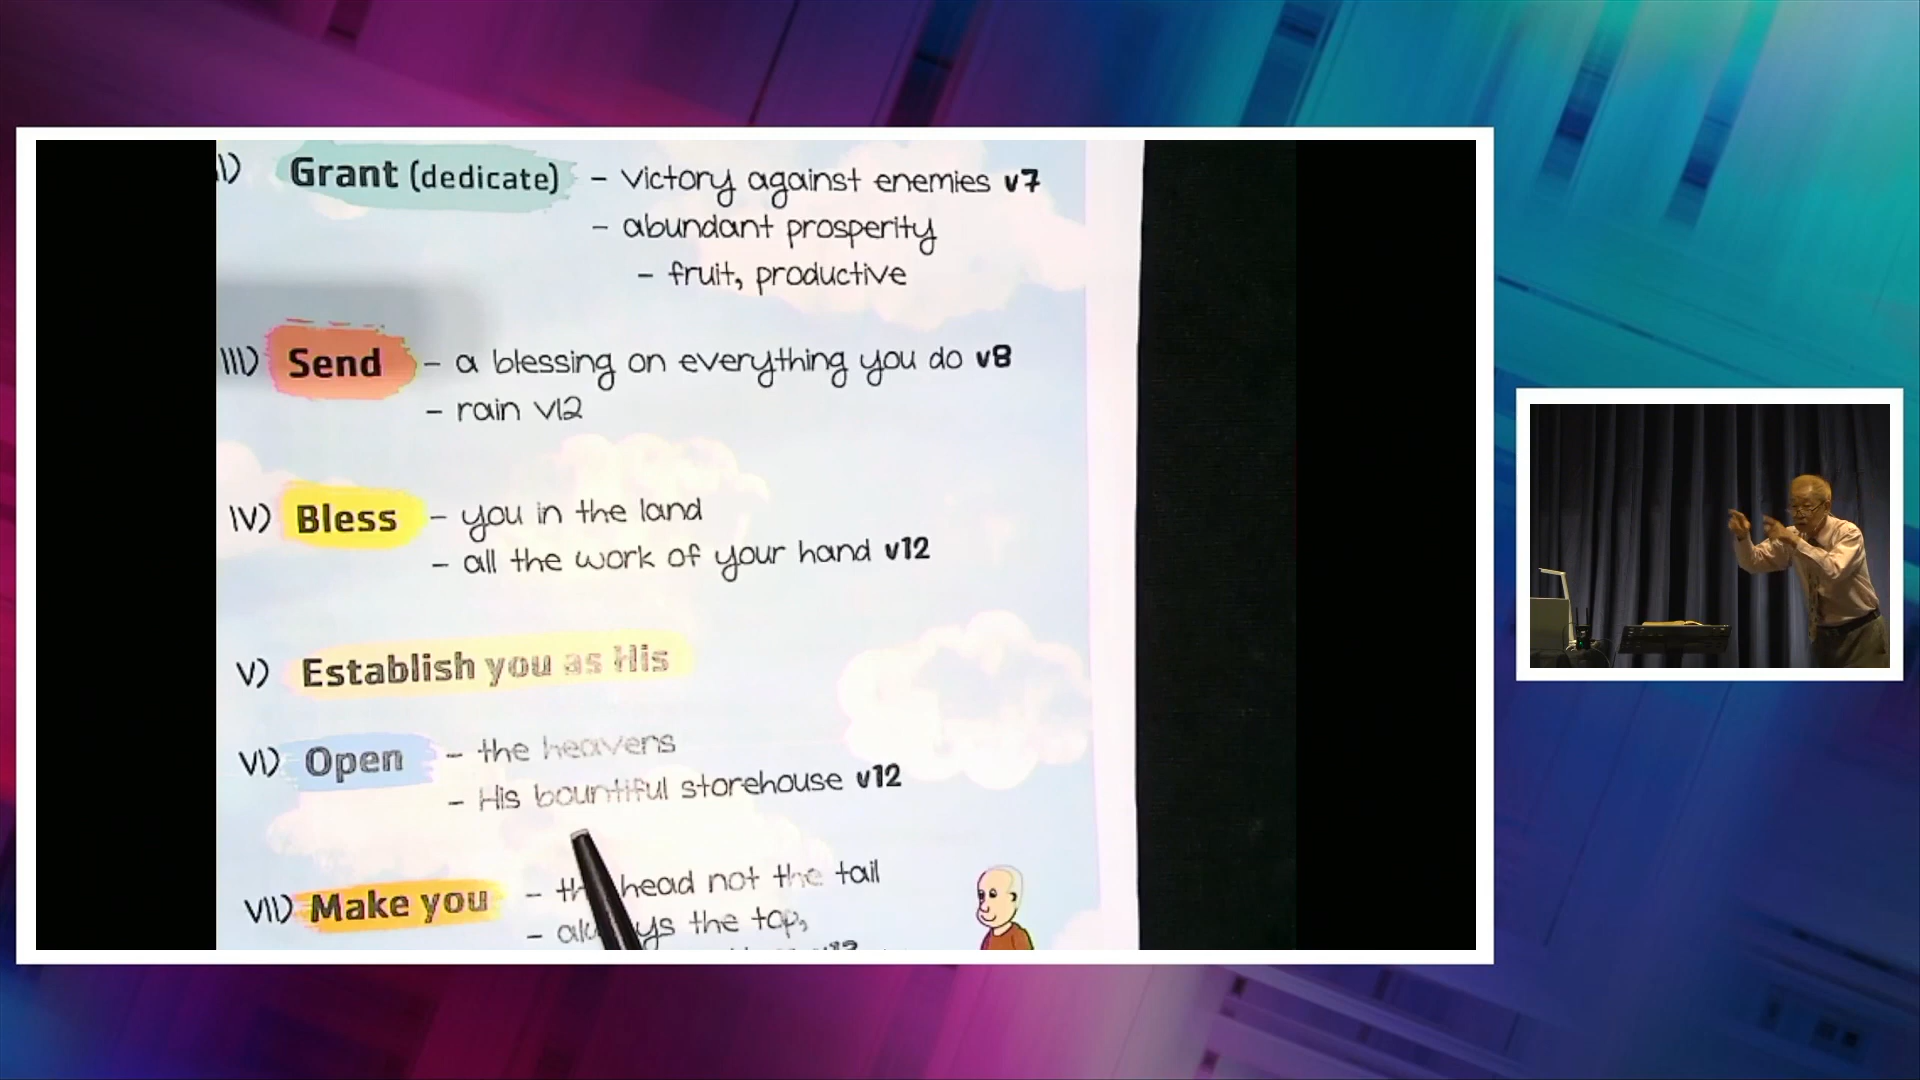 I) Grant (dedicate) - victory against enemies v7
- abundant prosperity
- fruit, productive
III) Send - a blessing on everything you do v8
- rain v12
IV) Bless - you in the land
- all the work of your hand v12
V) Establish you as His
VI) Open - the heavens
- His bountiful storehouse v12
VII) Make you - head not the tail
- the top,